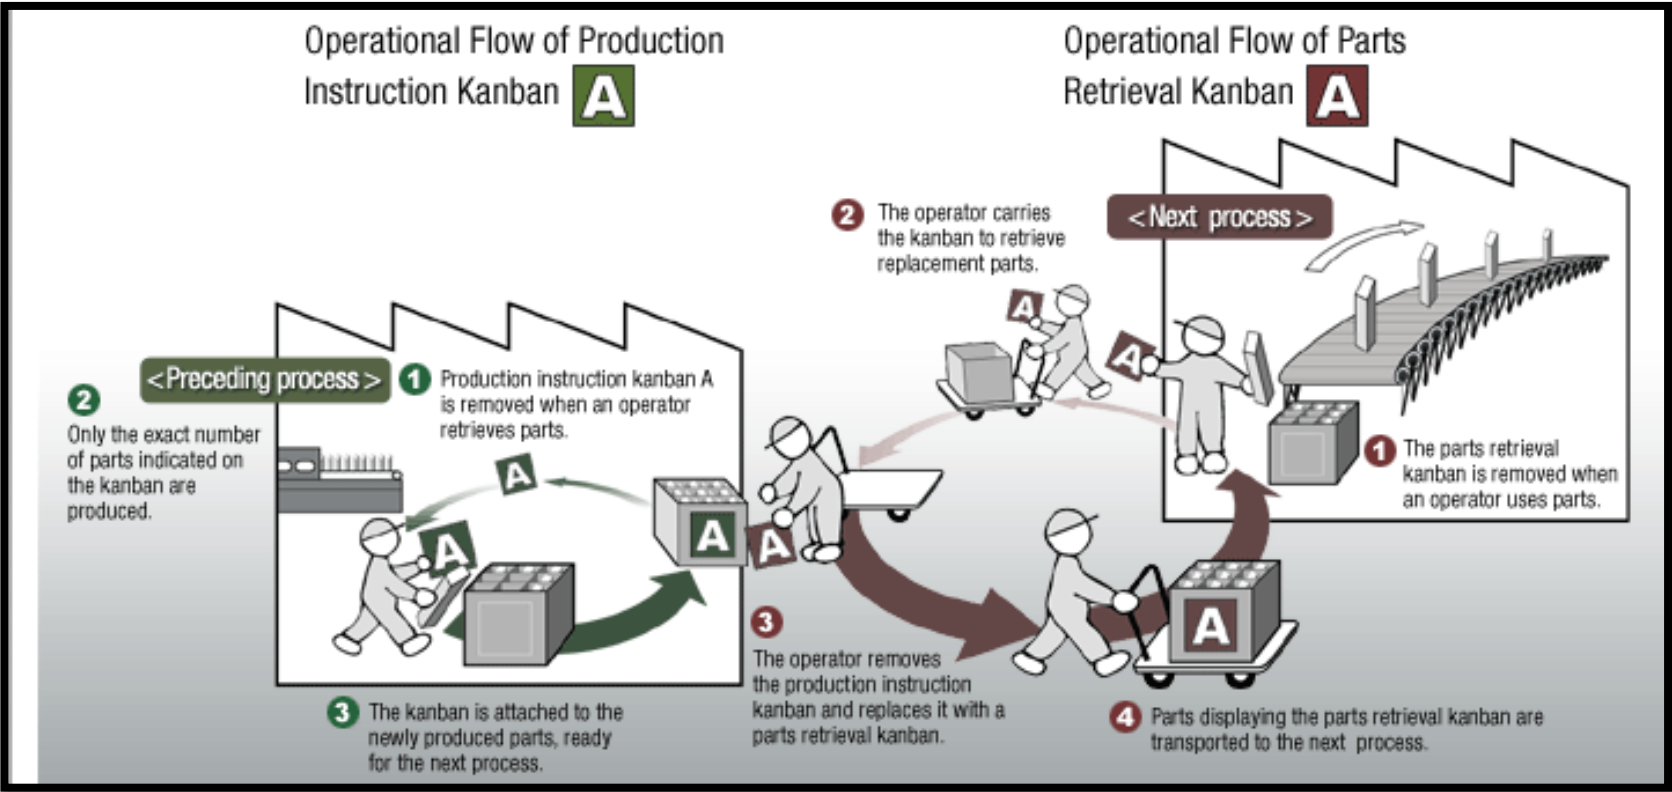 Operational Flow of Production
Instruction Kanban A
Operational Flow of Parts
Retrieval Kanban A
<Preceding process>
1 Production instruction kanban A
is removed when an operator
retrieves parts.
2
Only the exact number
of parts indicated on
the kanban are
produced.
A
A
A
A
3 The kanban is attached to the
newly produced parts, ready
for the next process.
<Next process>
1 The parts retrieval
kanban is removed when
an operator uses parts.
2 The operator carries
the kanban to retrieve
replacement parts.
A
A
3
The operator removes
the production instruction
kanban and replaces it with a
parts retrieval kanban.
A
4 Parts displaying the parts retrieval kanban are
transported to the next process.